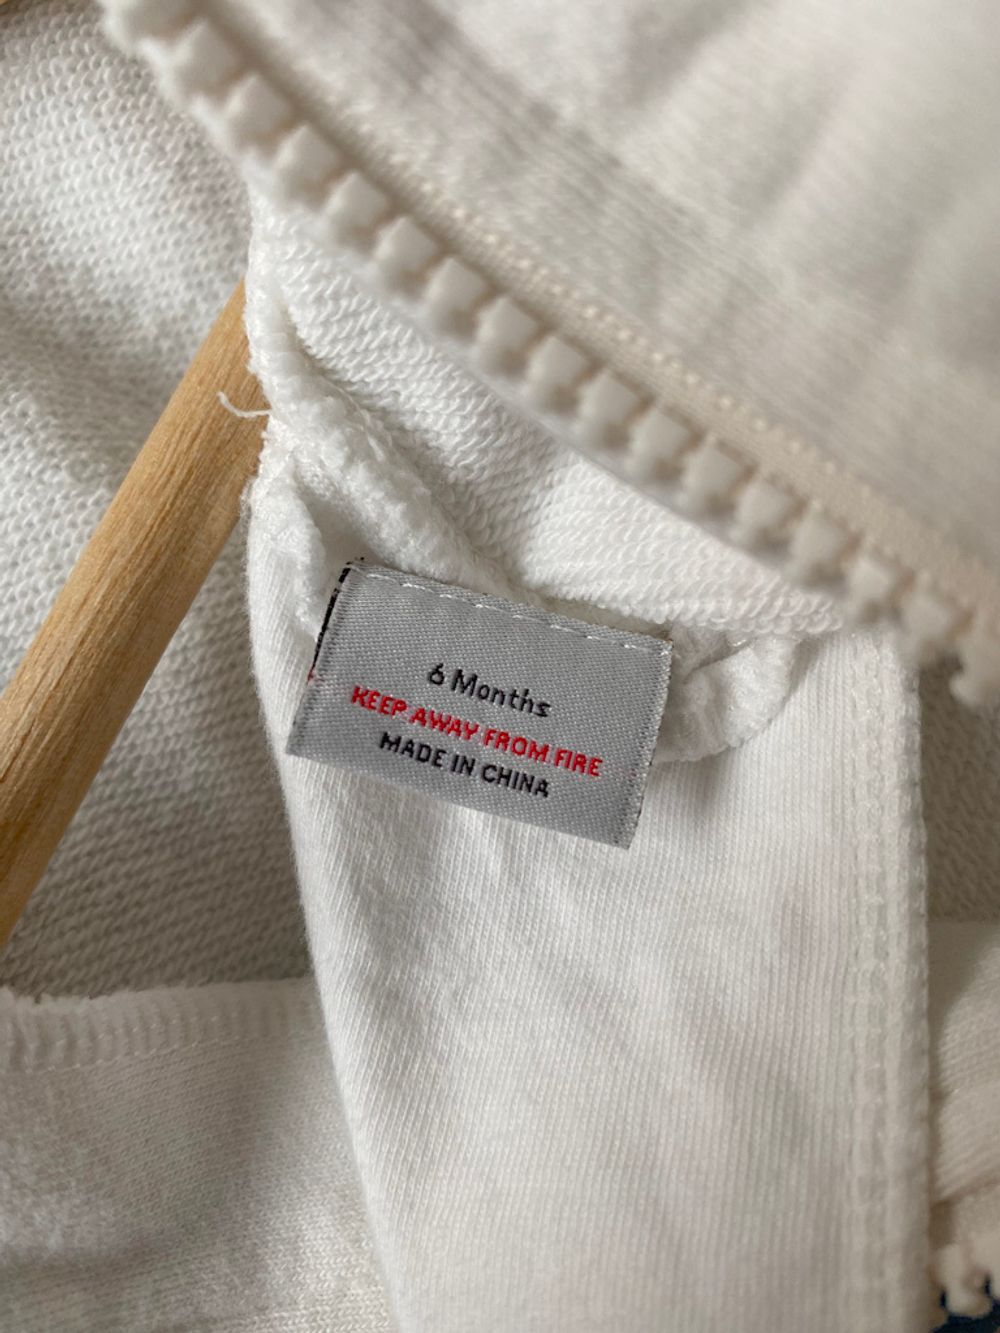 6 Months
KEEP AWAY FROM FIRE
MADE IN CHINA